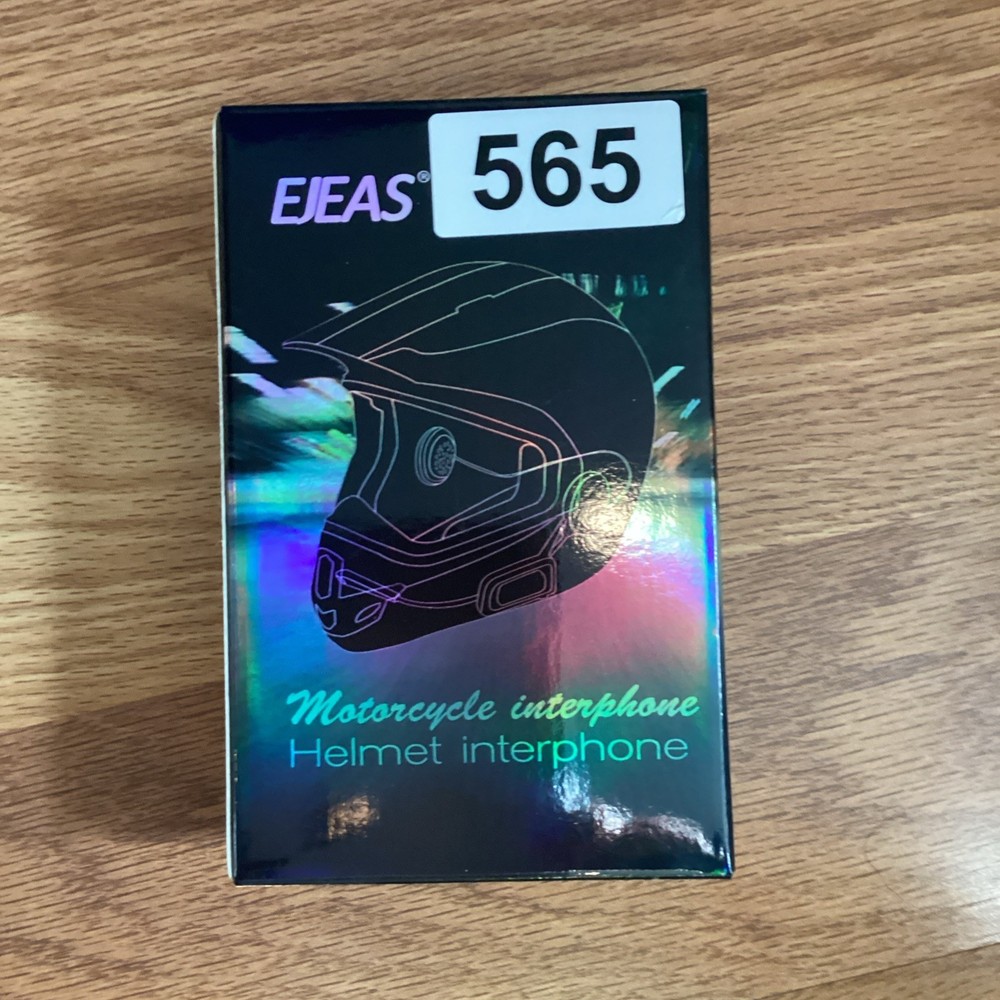 EJEAS®
565
Motorcycle interphone
Helmet interphone